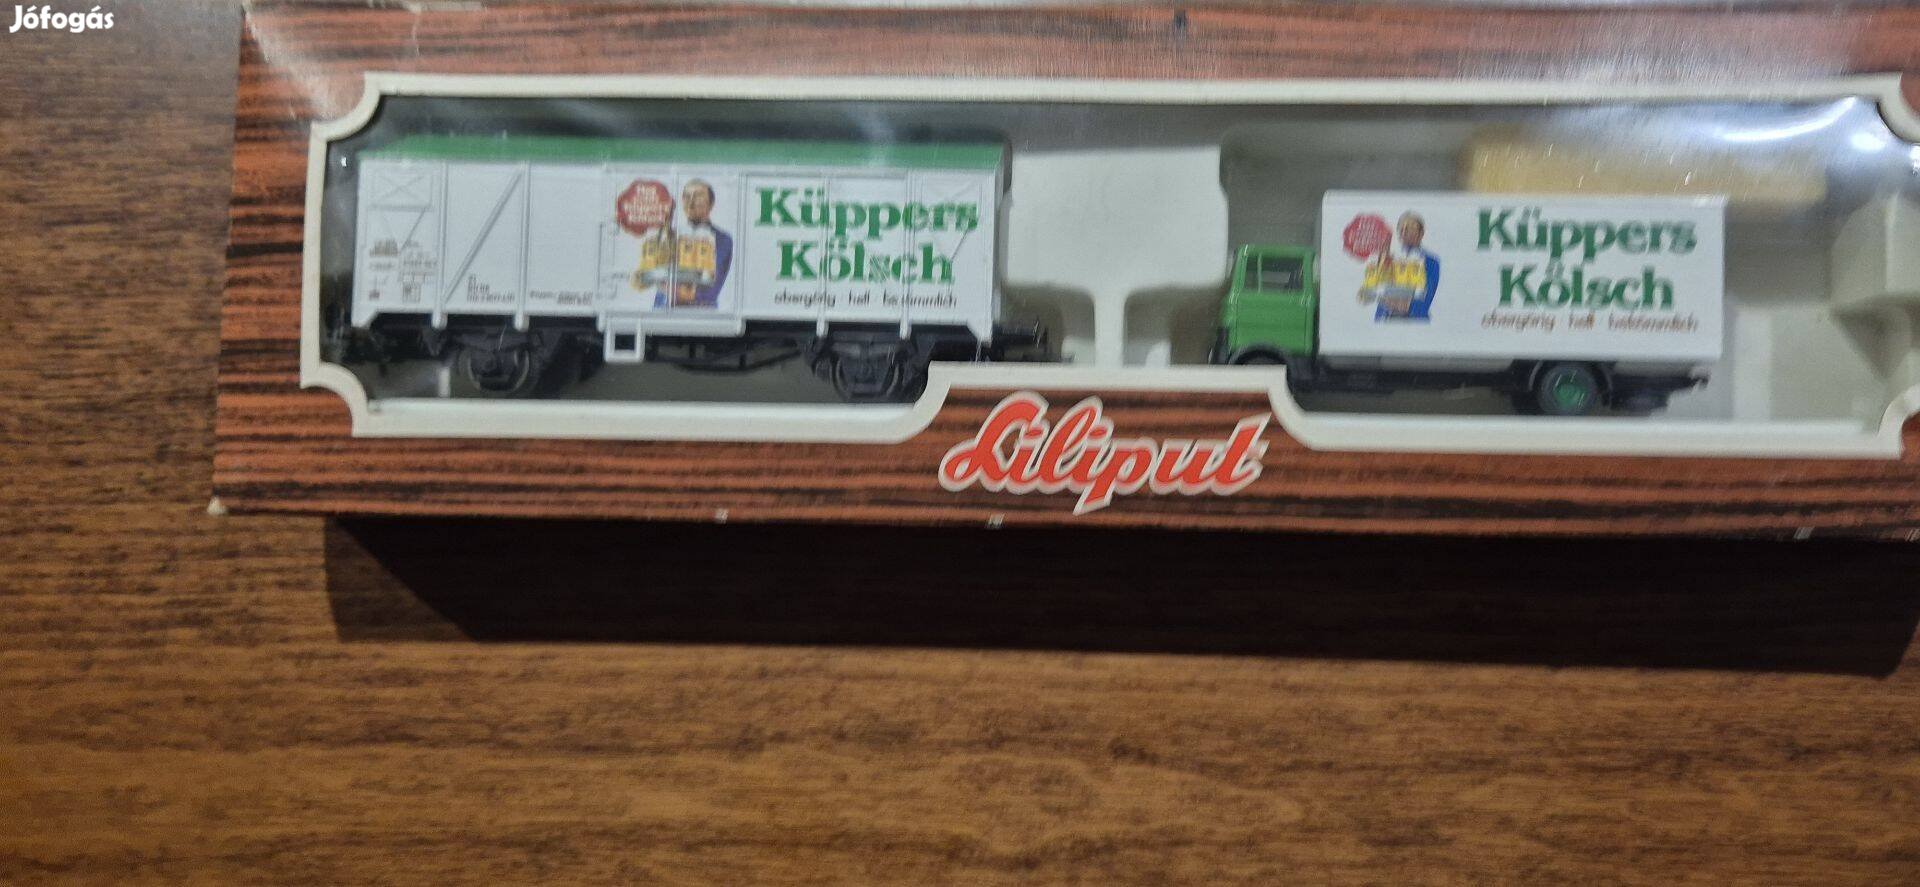 Jófogás
Küppers
Kölsch
obergärig · hell · bekömmlich
Küppers
Kölsch
obergärig · hell · bekömmlich
Liliput